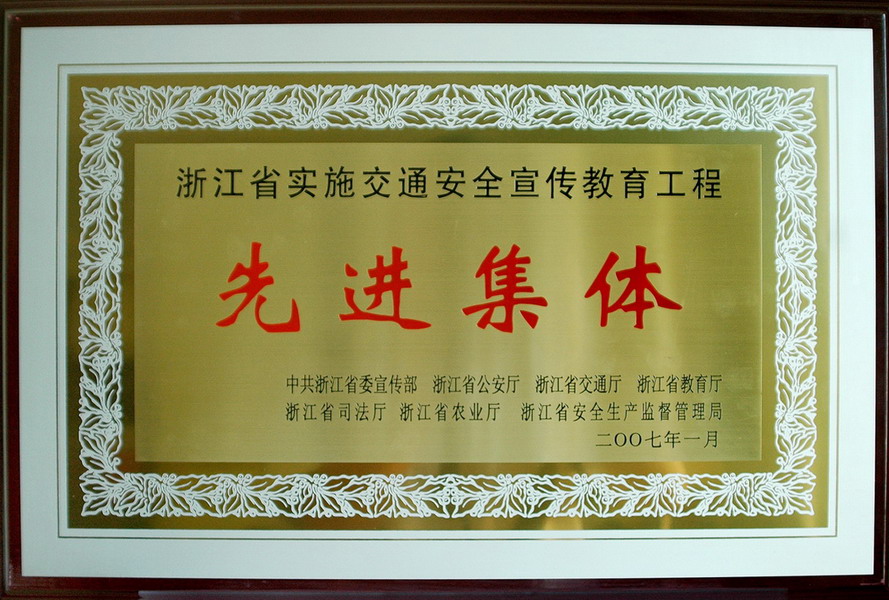 浙江省实施交通安全宣传教育工程
先进集体
中共浙江省委宣传部 浙江省公安厅 浙江省交通厅 浙江省教育厅
浙江省司法厅 浙江省农业厅 浙江省安全生产监督管理局
二〇〇七年一月